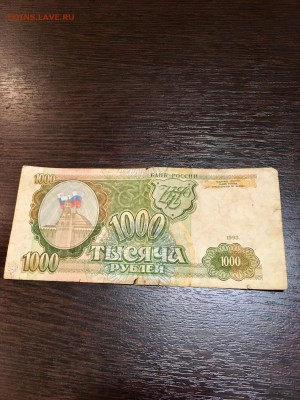 COINS.LAVE.RU
1000
БАНК РОССИИ
1000
ТЫСЯЧА
РУБЛЕЙ
1993
1000
1000